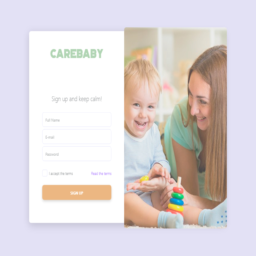 CAREBABY
Sign up and keep calm!
Full Name
E-mail
Password
I accept the terms
Read the terms
SIGN UP